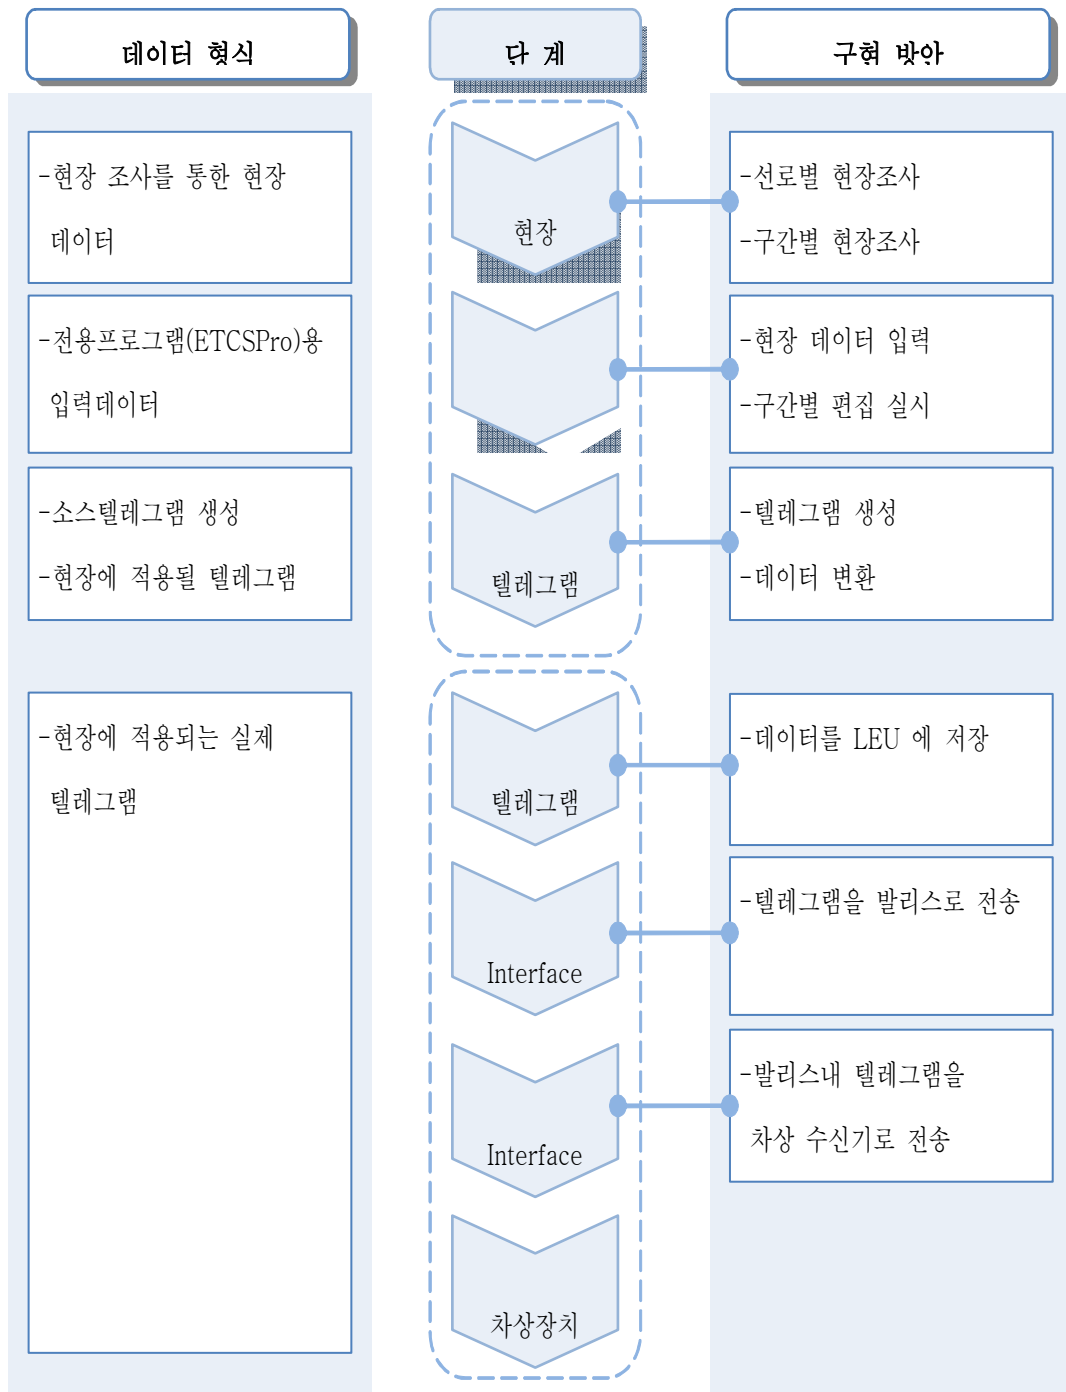 데이터 형식
단 계
구현 방안
-현장 조사를 통한 현장
데이터
현장
-선로별 현장조사
-구간별 현장조사
-전용프로그램(ETCSPro)용
입력데이터
-현장 데이터 입력
-구간별 편집 실시
-소스텔레그램 생성
-현장에 적용될 텔레그램
텔레그램
-텔레그램 생성
-데이터 변환
-현장에 적용되는 실제
텔레그램
텔레그램
-데이터를 LEU 에 저장
Interface
-텔레그램을 발리스로 전송
Interface
-발리스내 텔레그램을
차상 수신기로 전송
차상장치